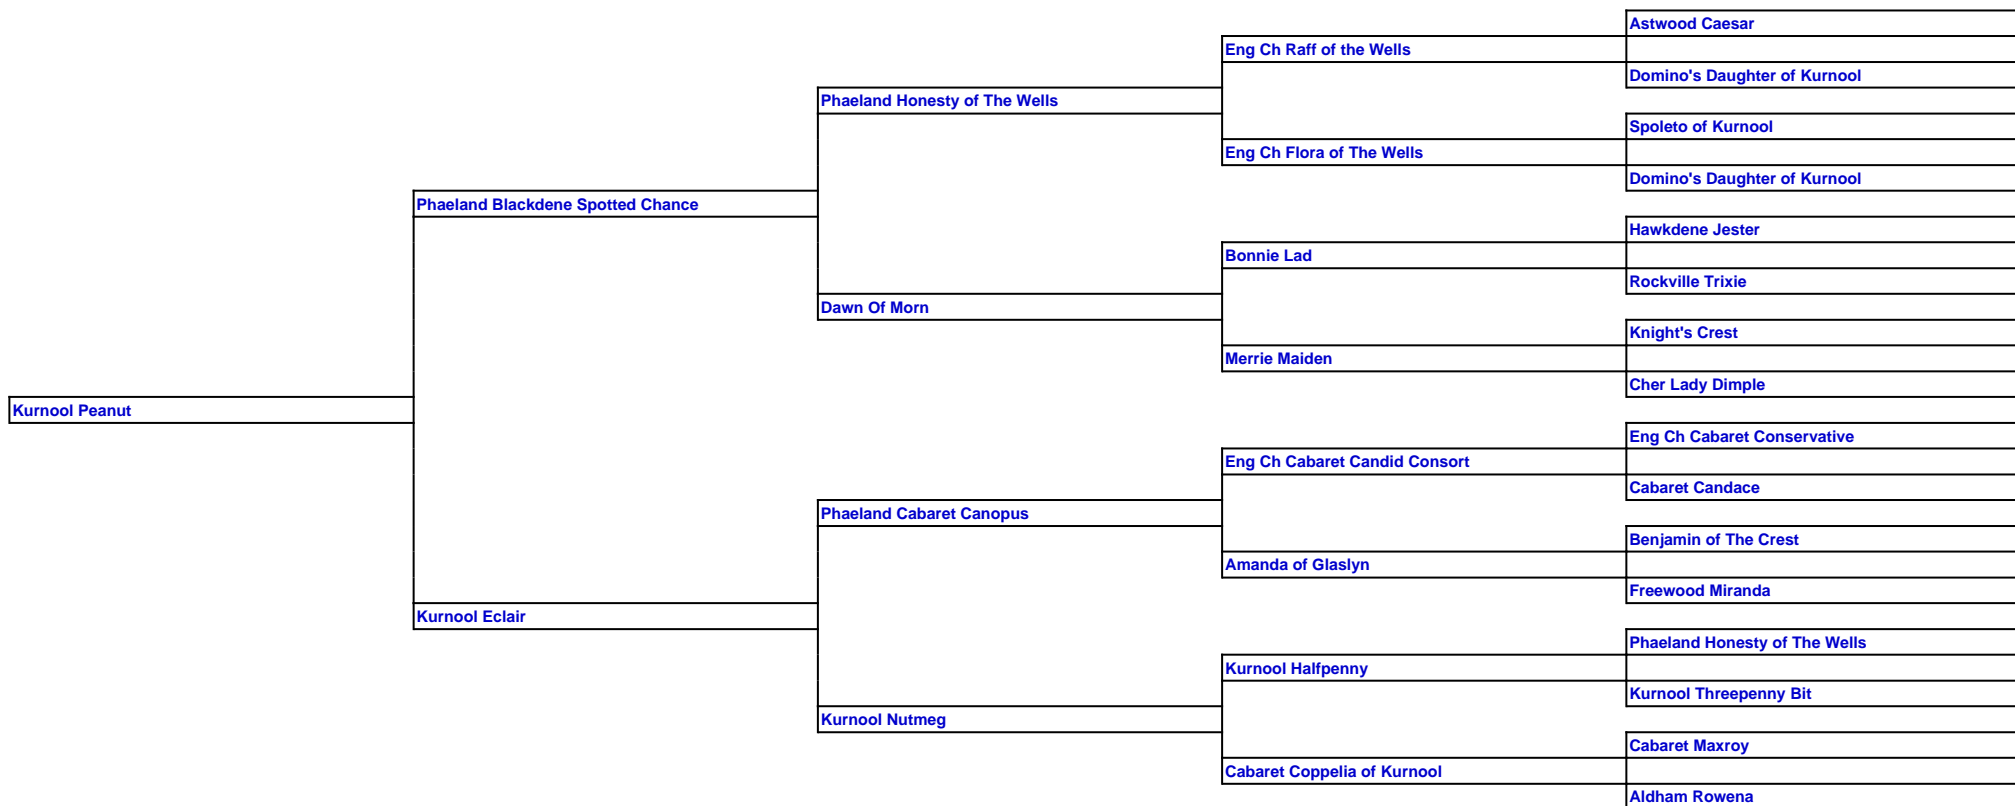 Astwood Caesar
Eng Ch Raff of the Wells
Domino's Daughter of Kurnool
Phaeland Honesty of The Wells
Spoleto of Kurnool
Eng Ch Flora of The Wells
Domino's Daughter of Kurnool
Phaeland Blackdene Spotted Chance
Hawkdene Jester
Bonnie Lad
Rockville Trixie
Dawn Of Morn
Knight's Crest
Merrie Maiden
Cher Lady Dimple
Kurnool Peanut
Eng Ch Cabaret Conservative
Eng Ch Cabaret Candid Consort
Cabaret Candace
Phaeland Cabaret Canopus
Benjamin of The Crest
Amanda of Glaslyn
Freewood Miranda
Kurnool Eclair
Phaeland Honesty of The Wells
Kurnool Halfpenny
Kurnool Threepenny Bit
Kurnool Nutmeg
Cabaret Maxroy
Cabaret Coppelia of Kurnool
Aldham Rowena